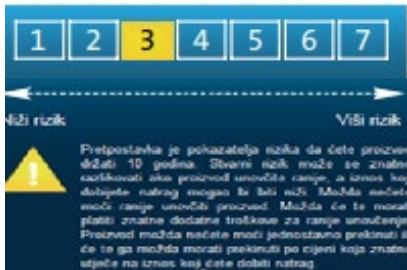 1 2 3 4 5 6 7
Niži rizik Viši rizik
Pretpostavka je pokazatelja rizika da ćete proizvod
držati 10 godina. Stvarni rizik može se znatno
razlikovati ako proizvod unovčite ranije, a iznos koji
dobijete natrag mogao bi biti niži. Možda nećete
moći ranije unovčiti proizvod. Možda će te morati
platiti znatne dodatne troškove za ranije unovčenje.
Proizvod možda nećete moći jednostavno prekinuti ili
će te ga možda morati prekinuti po cijeni koja znatno
utječe na iznos koji ćete dobiti natrag.